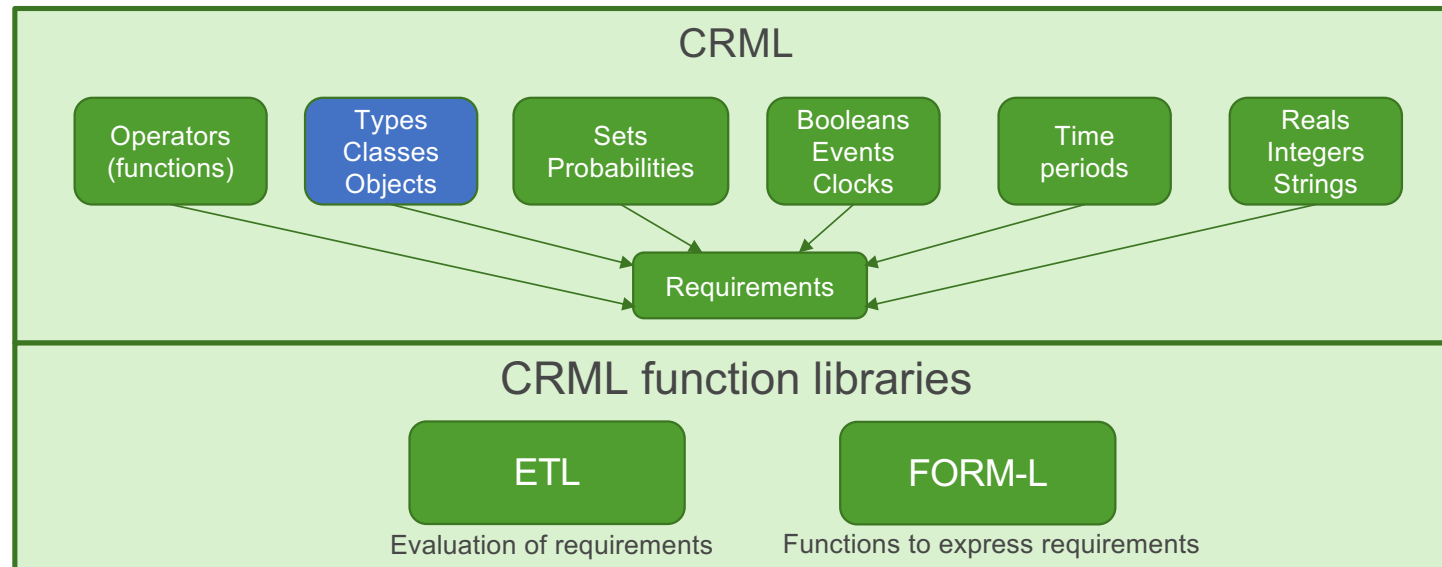 CRML
Operators
(functions)
Types
Classes
Objects
Sets
Probabilities
Booleans
Events
Clocks
Time
periods
Reals
Integers
Strings
Requirements
CRML function libraries
ETL
Evaluation of requirements
FORM-L
Functions to express requirements